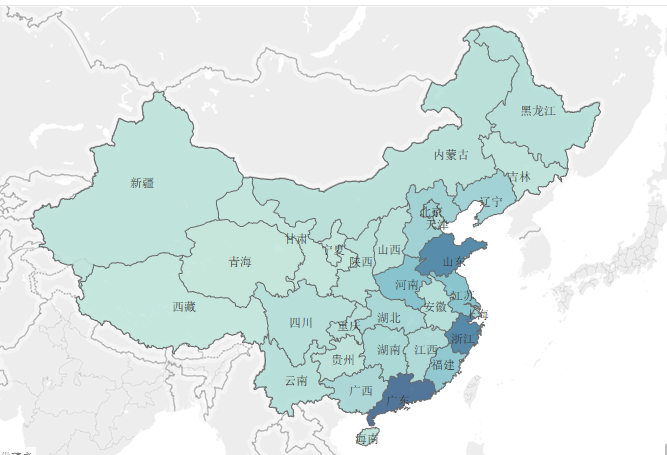 黑龙江
内蒙古
吉林
新疆
辽宁
北京
天津
甘肃
宁夏
山西
青海
陕西
山东
河南
西藏
江苏
安徽
上海
四川
重庆
湖北
浙江
湖南
江西
贵州
福建
云南
广西
广东
海南